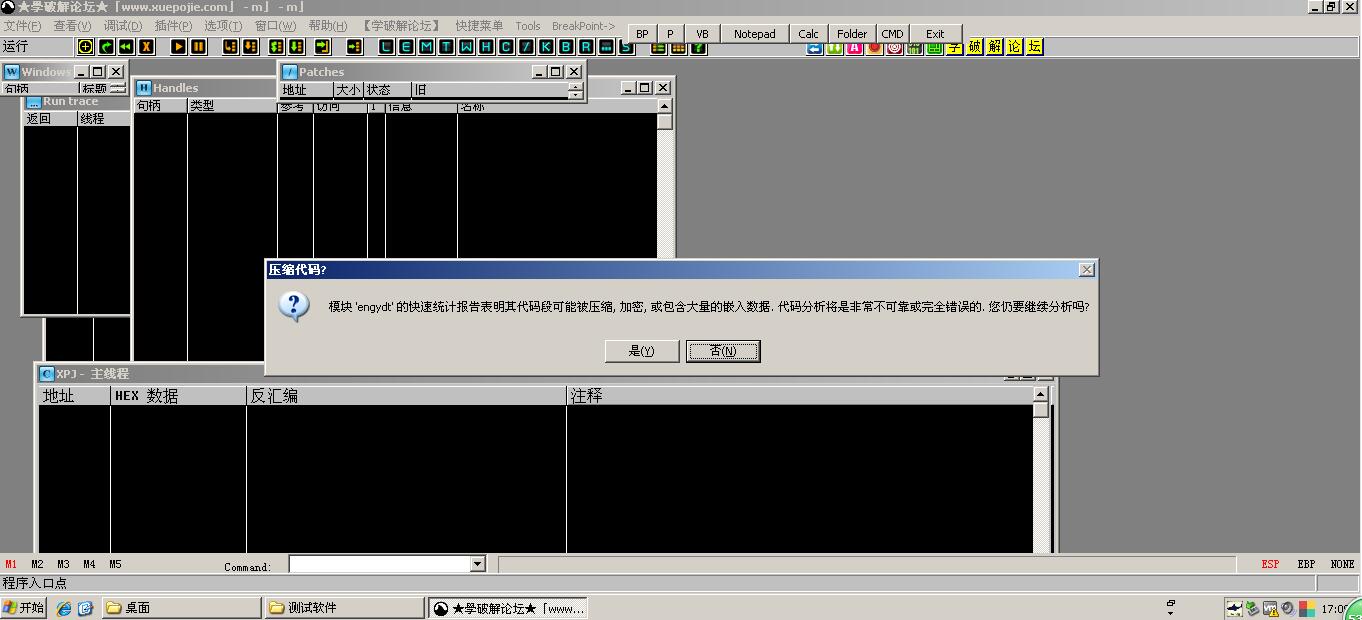 ★学破解论坛★「www.xuepojie.com」 - m」 - m」
文件(F) 查看(V) 调试(D) 插件(P) 选项(T) 窗口(W) 帮助(H) 【学破解论坛】 快捷菜单 Tools BreakPoint->
BP P VB Notepad Calc Folder CMD Exit
运行
L E M T W H C / K B R ... S
学 破 解 论 坛
Windows
句柄 标题
Patches
地址 大小 状态 旧
Run trace
返回 线程
Handles
句柄 类型 参考 访问 T 信息 名称
压缩代码?
模块 'engydt' 的快速统计报告表明其代码段可能被压缩, 加密, 或包含大量的嵌入数据. 代码分析将是非常不可靠或完全错误的. 您仍要继续分析吗?
是(Y) 否(N)
XPJ - 主线程
地址 HEX 数据 反汇编 注释
M1 M2 M3 M4 M5 Command: ESP EBP NONE
程序入口点
开始 桌面 测试软件 ★学破解论坛★「www...